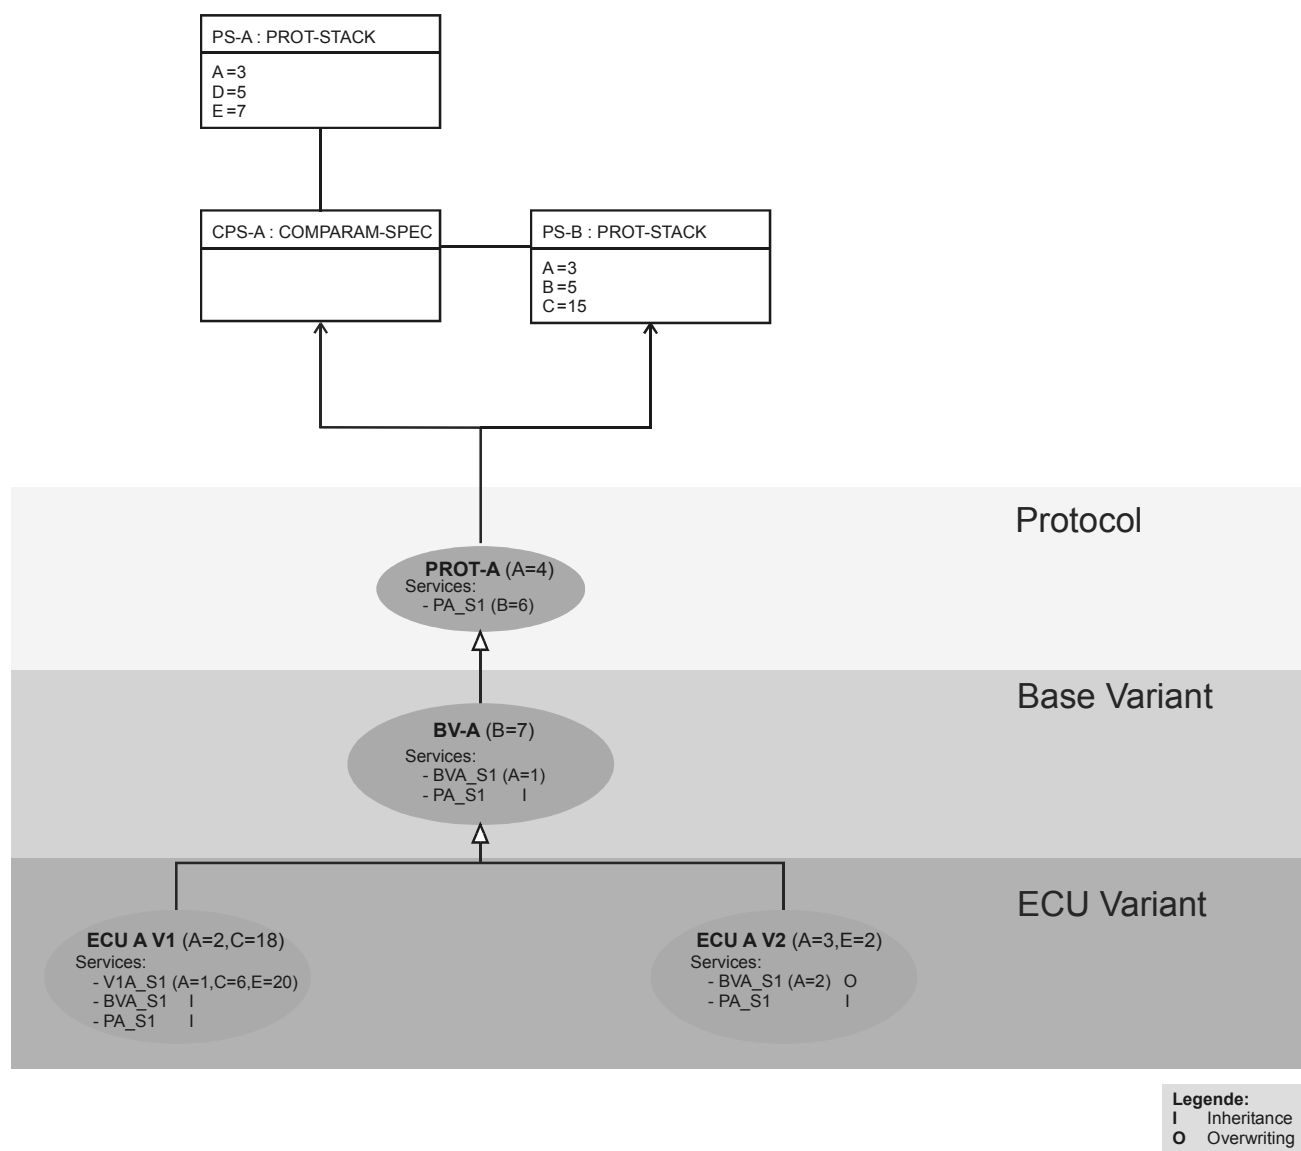 PS-A : PROT-STACK
A=3
D=5
E=7
CPS-A : COMPARAM-SPEC
PS-B : PROT-STACK
A=3
B=5
C=15
Protocol
PROT-A (A=4)
Services:
- PA_S1 (B=6)
Base Variant
BV-A (B=7)
Services:
- BVA_S1 (A=1)
- PA_S1 I
ECU Variant
ECU A V1 (A=2,C=18)
Services:
- V1A_S1 (A=1,C=6,E=20)
- BVA_S1 I
- PA_S1 I
ECU A V2 (A=3,E=2)
Services:
- BVA_S1 (A=2) O
- PA_S1 I
Legende:
I Inheritance
O Overwriting